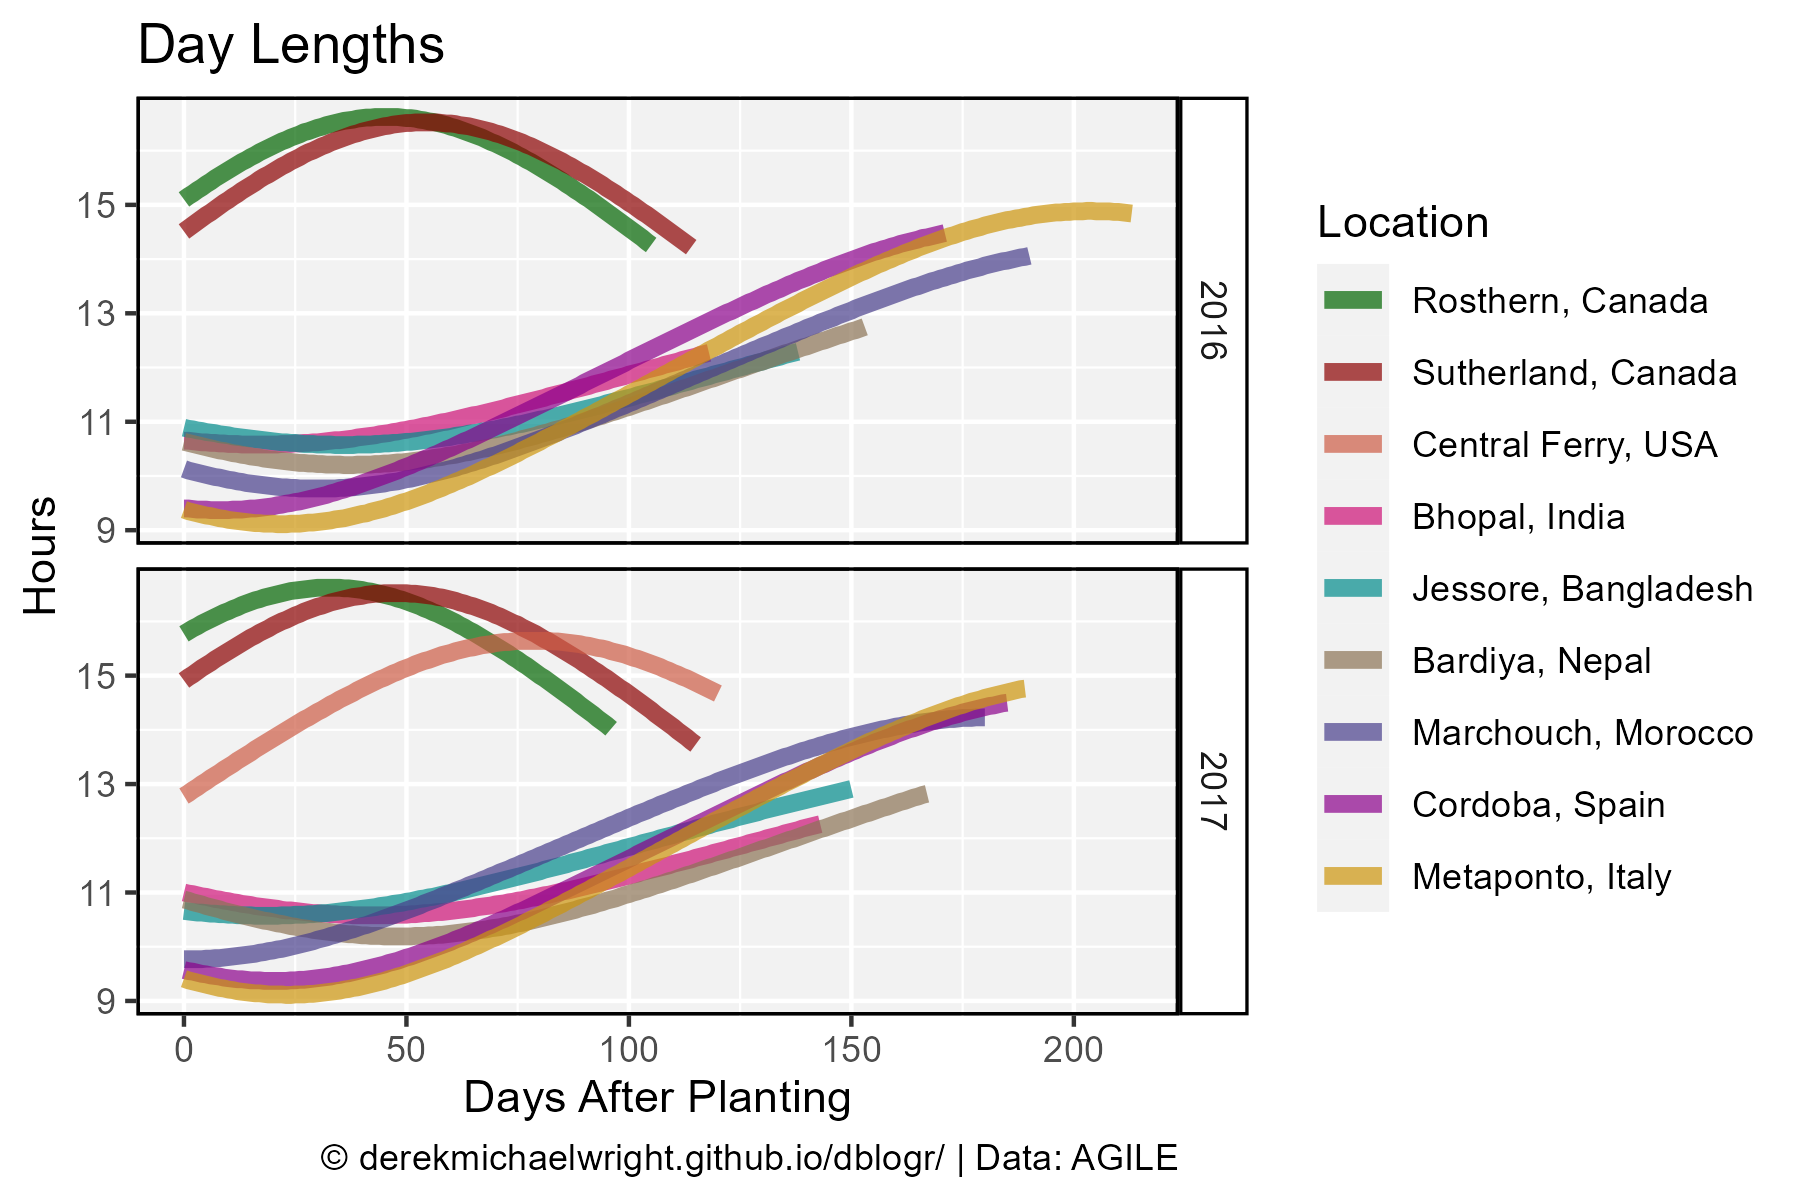 Day Lengths
15
13
11
9
2016
Hours
15
13
11
9
2017
0 50 100 150 200
Days After Planting
Location
Rosthern, Canada
Sutherland, Canada
Central Ferry, USA
Bhopal, India
Jessore, Bangladesh
Bardiya, Nepal
Marchouch, Morocco
Cordoba, Spain
Metaponto, Italy
© derekmichaelwright.github.io/dblogr/ | Data: AGILE